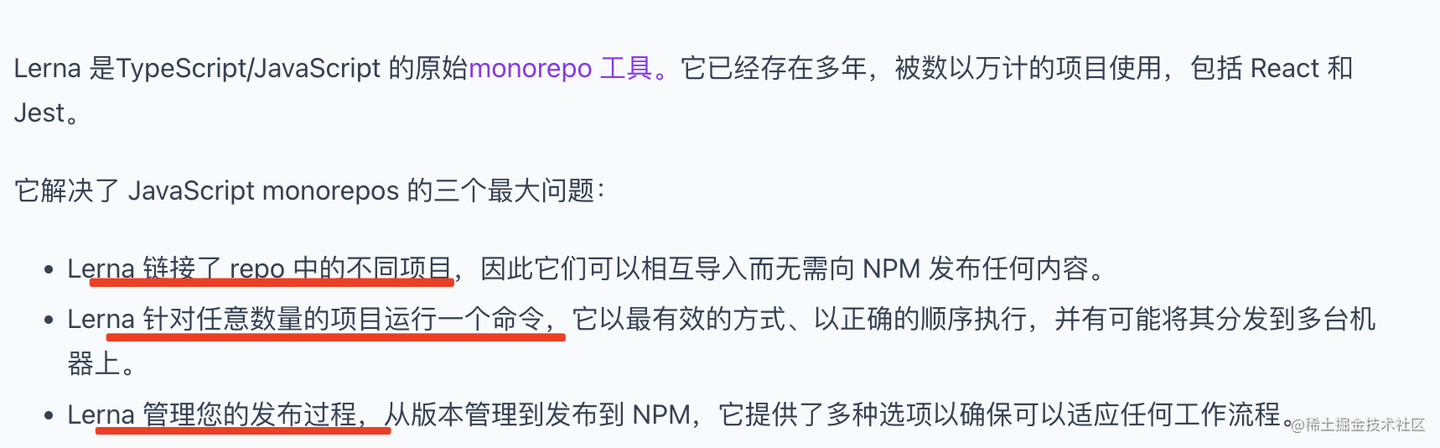 Lerna 是TypeScript/JavaScript 的原始monorepo 工具。它已经存在多年，被数以万计的项目使用，包括 React 和
Jest。
它解决了 JavaScript monorepos 的三个最大问题：
• Lerna 链接了 repo 中的不同项目，因此它们可以相互导入而无需向 NPM 发布任何内容。
• Lerna 针对任意数量的项目运行一个命令，它以最有效的方式、以正确的顺序执行，并有可能将其分发到多台机
器上。
• Lerna 管理您的发布过程，从版本管理到发布到 NPM，它提供了多种选项以确保可以适应任何工作流程。
@稀土掘金技术社区